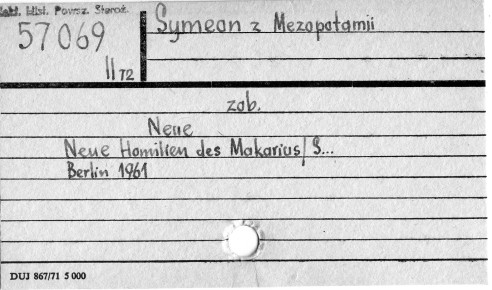 Zakł. Hist. Powsz. Staroż.
57069
II 72
Symeon z Mezopotamii
zob.
Neue
Neue Homilien des Makarius/S...
Berlin 1961
DUJ 867/71 5 000